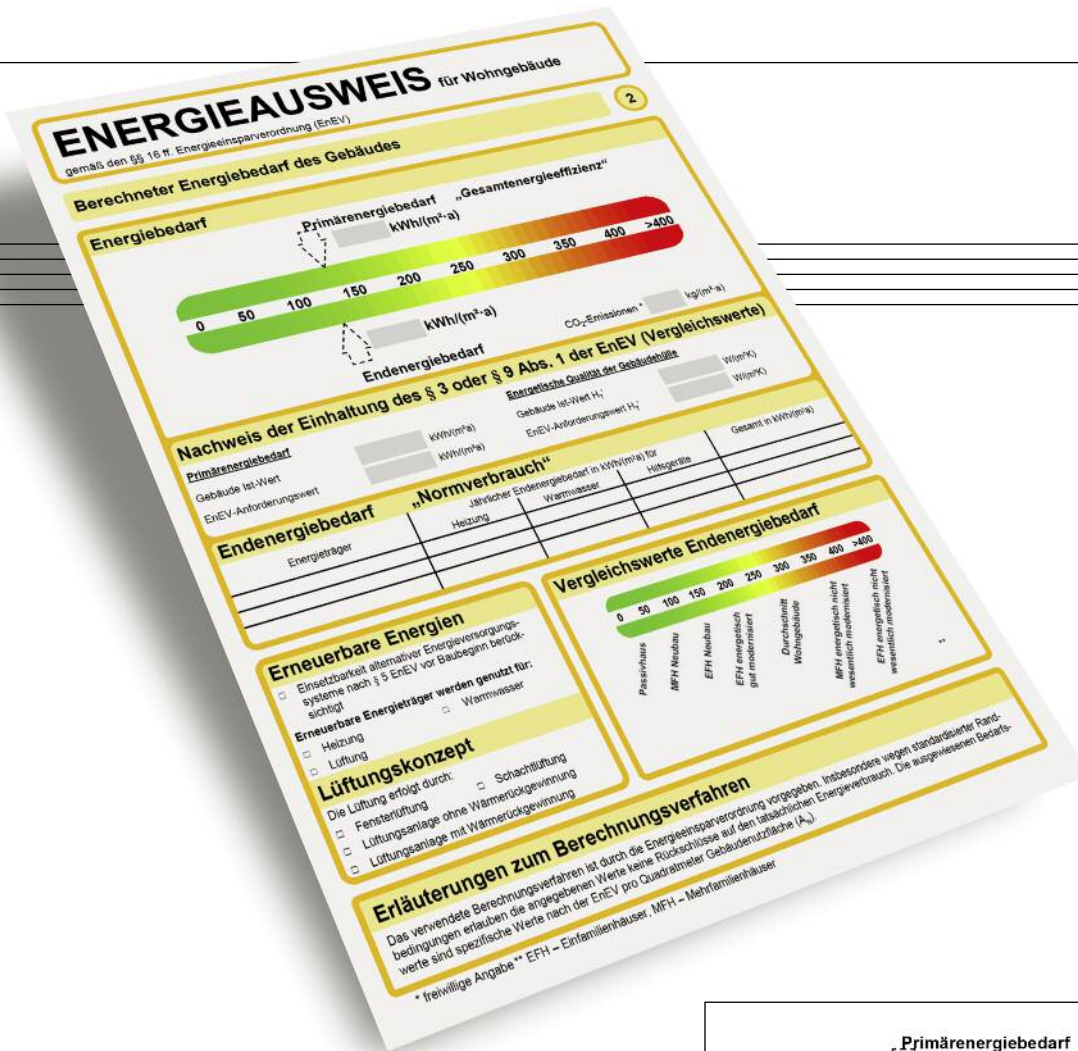 ENERGIEAUSWEIS für Wohngebäude
gemäß den §§ 16 ff. Energieeinsparverordnung (EnEV)
Berechneter Energiebedarf des Gebäudes
2
Energiebedarf
Primärenergiebedarf „Gesamtenergieeffizienz“
kWh/(m²·a)
0 50 100 150 200 250 300 350 400 >400
kWh/(m²·a)
Endenergiebedarf
CO₂-Emissionen * kg/(m²·a)
Nachweis der Einhaltung des § 3 oder § 9 Abs. 1 der EnEV (Vergleichswerte)
Primärenergiebedarf
Gebäude Ist-Wert kWh/(m²a)
EnEV-Anforderungswert kWh/(m²a)
Energetische Qualität der Gebäudehülle
Gebäude Ist-Wert H_T' W/(m²K)
EnEV-Anforderungswert H_T' W/(m²K)
Endenergiebedarf „Normverbrauch“
Jährlicher Endenergiebedarf in kWh/(m²a) für
Energieträger Heizung Warmwasser Hilfsgeräte Gesamt in kWh/(m²a)
Erneuerbare Energien
□ Einsetzbarkeit alternativer Energieversorgungs-
systeme nach § 5 EnEV vor Baubeginn berück-
sichtigt
Erneuerbare Energieträger werden genutzt für:
□ Heizung □ Warmwasser
□ Lüftung
Lüftungskonzept
Die Lüftung erfolgt durch:
□ Fensterlüftung □ Schachtlüftung
□ Lüftungsanlage ohne Wärmerückgewinnung
□ Lüftungsanlage mit Wärmerückgewinnung
Vergleichswerte Endenergiebedarf
0 50 100 150 200 250 300 350 400 >400
Passivhaus
MFH Neubau
EFH Neubau
EFH energetisch
gut modernisiert
Durchschnitt
Wohngebäude
MFH energetisch nicht
wesentlich modernisiert
EFH energetisch nicht
wesentlich modernisiert
**
Erläuterungen zum Berechnungsverfahren
Das verwendete Berechnungsverfahren ist durch die Energieeinsparverordnung vorgegeben. Insbesondere wegen standardisierter Rand-
bedingungen erlauben die angegebenen Werte keine Rückschlüsse auf den tatsächlichen Energieverbrauch. Die ausgewiesenen Bedarfs-
werte sind spezifische Werte nach der EnEV pro Quadratmeter Gebäudenutzfläche (A_N).
* freiwillige Angabe ** EFH – Einfamilienhäuser, MFH – Mehrfamilienhäuser
Primärenergiebedarf